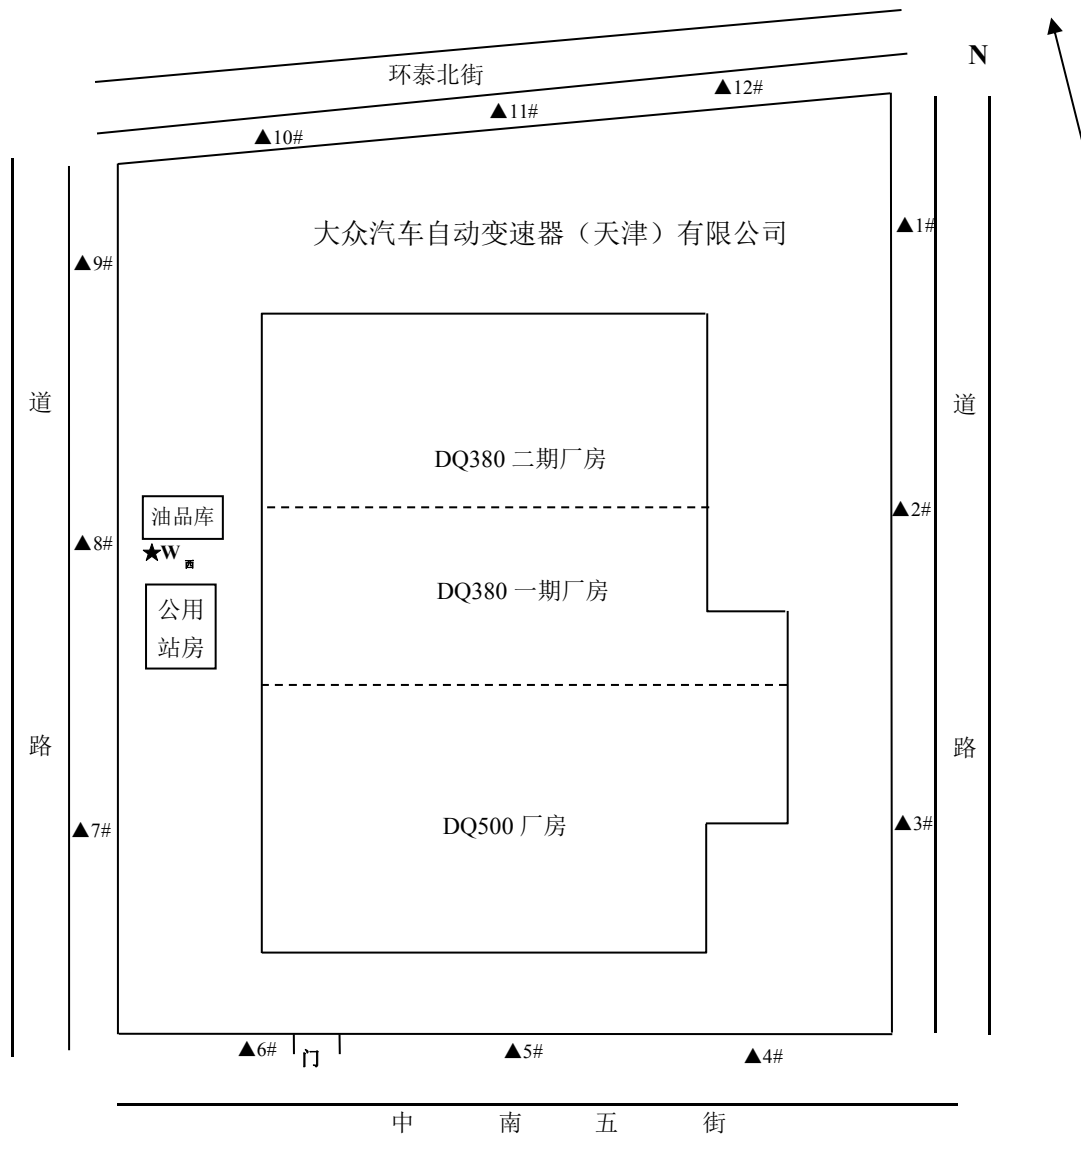 N
环泰北街
▲12#
▲11#
▲10#
大众汽车自动变速器（天津）有限公司
▲1#
▲9#
道
道
DQ380 二期厂房
油品库
▲2#
▲8#
★W西
DQ380 一期厂房
公用
站房
路
路
▲7#
DQ500 厂房
▲3#
▲6#
门
▲5#
▲4#
中 南 五 街